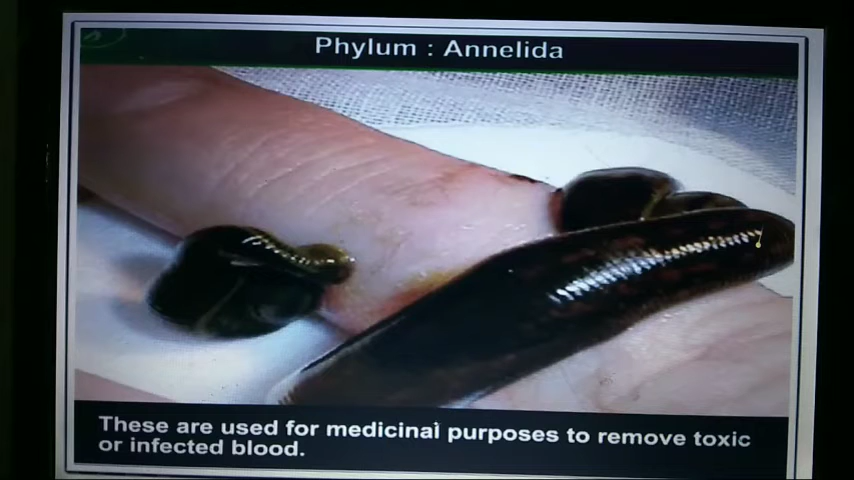 Phylum : Annelida
These are used for medicinal purposes to remove toxic
or infected blood.